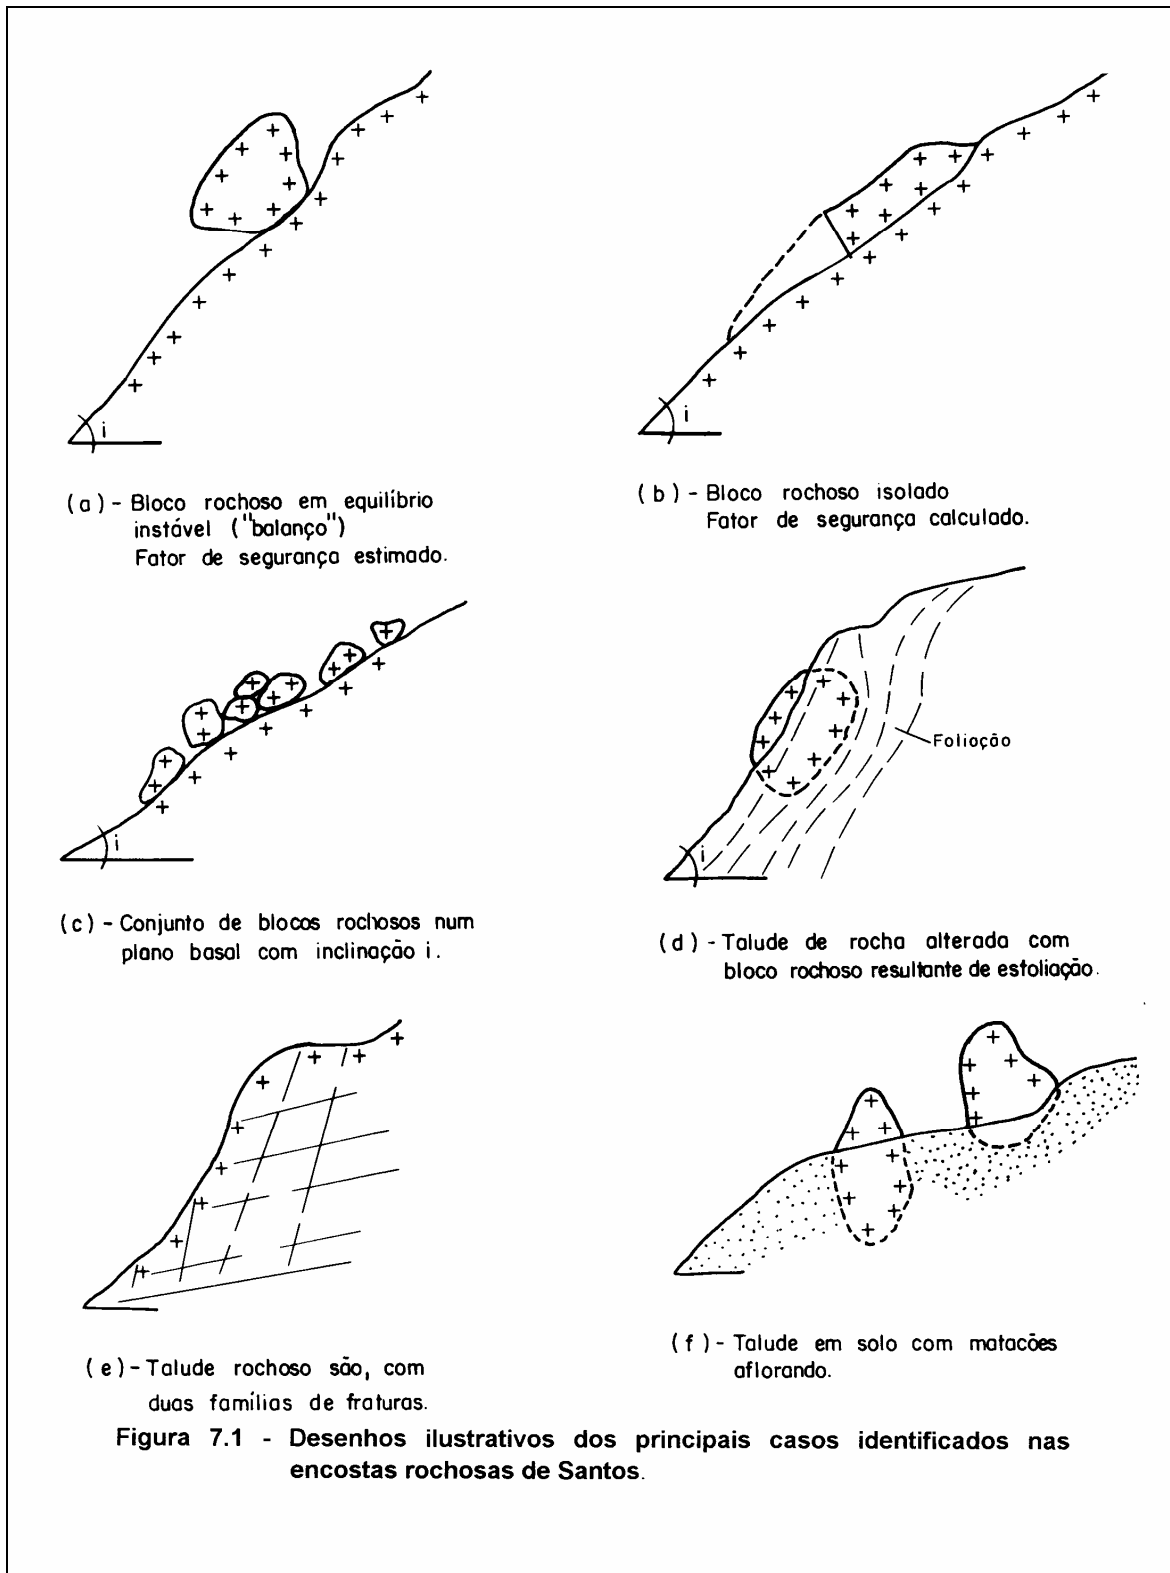 i
i
(a) - Bloco rochoso em equilíbrio
instável ("balanço")
Fator de segurança estimado.
(b) - Bloco rochoso isolado
Fator de segurança calculado.
Foliação
i
i
(c) - Conjunto de blocos rochosos num
plano basal com inclinação i.
(d) - Talude de rocha alterada com
bloco rochoso resultante de esfoliação.
(e) - Talude rochoso são, com
duas famílias de fraturas.
(f) - Talude em solo com matacões
aflorando.
Figura 7.1 - Desenhos ilustrativos dos principais casos identificados nas
encostas rochosas de Santos.